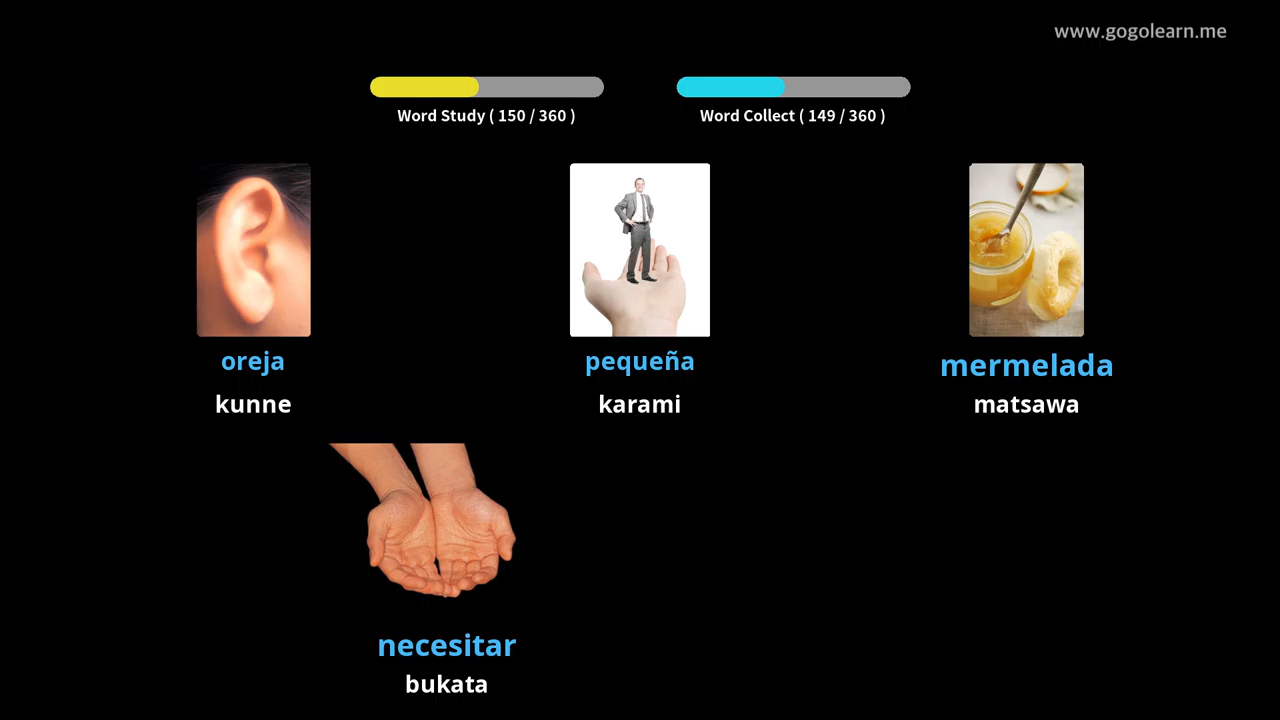 www.gogolearn.me
Word Study ( 150 / 360 )
Word Collect ( 149 / 360 )
oreja
pequeña
mermelada
kunne
karami
matsawa
necesitar
bukata